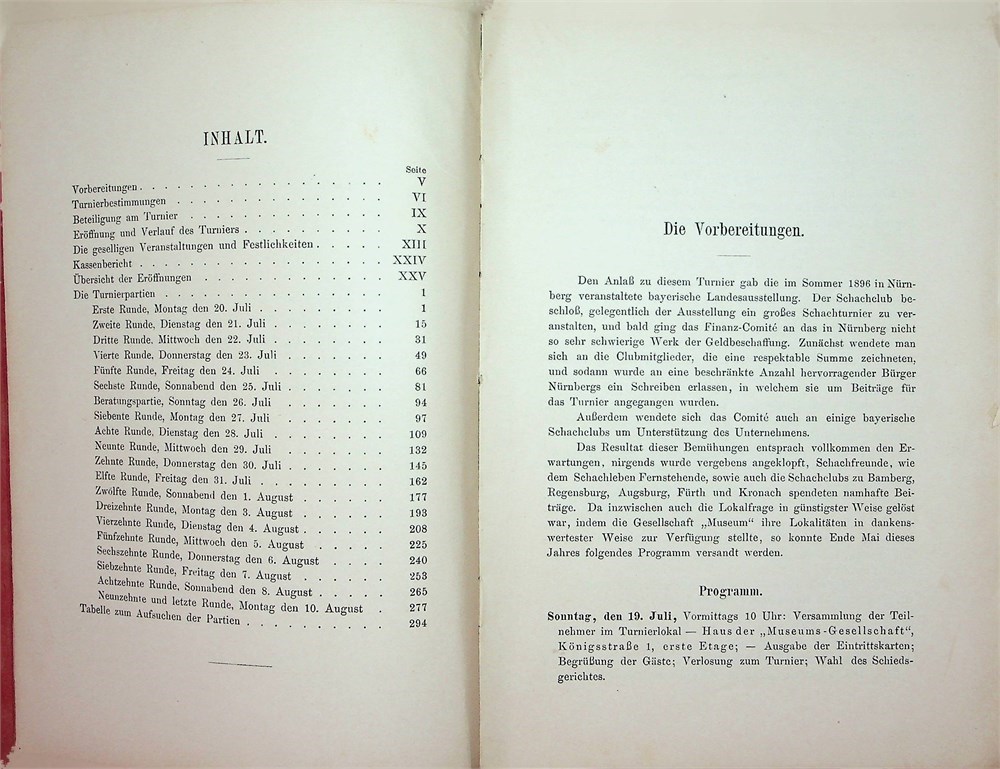 INHALT.
Seite
Vorbereitungen . . . . . . . . . . . . . . . . . V
Turnierbestimmungen . . . . . . . . . . . . . . . VI
Beteiligung am Turnier . . . . . . . . . . . . . . IX
Eröffnung und Verlauf des Turniers . . . . . . . . . . X
Die geselligen Veranstaltungen und Festlichkeiten . . . . . XIII
Kassenbericht . . . . . . . . . . . . . . . . . XXIV
Übersicht der Eröffnungen . . . . . . . . . . . . . XXV
Die Turnierpartien . . . . . . . . . . . . . . . 1
Erste Runde, Montag den 20. Juli . . . . . . . . . 1
Zweite Runde, Dienstag den 21. Juli . . . . . . . . 15
Dritte Runde, Mittwoch den 22. Juli . . . . . . . . 31
Vierte Runde, Donnerstag den 23. Juli . . . . . . . 49
Fünfte Runde, Freitag den 24. Juli . . . . . . . . 66
Sechste Runde, Sonnabend den 25. Juli . . . . . . . 81
Beratungspartie, Sonntag den 26. Juli . . . . . . . 94
Siebente Runde, Montag den 27. Juli . . . . . . . 97
Achte Runde, Dienstag den 28. Juli . . . . . . . . 109
Neunte Runde, Mittwoch den 29. Juli . . . . . . . 132
Zehnte Runde, Donnerstag den 30. Juli . . . . . . . 145
Elfte Runde, Freitag den 31. Juli . . . . . . . . . 162
Zwölfte Runde, Sonnabend den 1. August . . . . . . 177
Dreizehnte Runde, Montag den 3. August . . . . . . 193
Vierzehnte Runde, Dienstag den 4. August . . . . . . 208
Fünfzehnte Runde, Mittwoch den 5. August . . . . . 225
Sechszehnte Runde, Donnerstag den 6. August . . . . 240
Siebzehnte Runde, Freitag den 7. August . . . . . . 253
Achtzehnte Runde, Sonnabend den 8. August . . . . . 265
Neunzehnte und letzte Runde, Montag den 10. August . 277
Tabelle zum Aufsuchen der Partien . . . . . . . . . . 294
Die Vorbereitungen.
Den Anlaß zu diesem Turnier gab die im Sommer 1896 in Nürn-
berg veranstaltete bayerische Landesausstellung. Der Schachclub be-
schloß, gelegentlich der Ausstellung ein großes Schachturnier zu ver-
anstalten, und bald ging das Finanz-Comité an das in Nürnberg nicht
so sehr schwierige Werk der Geldbeschaffung. Zunächst wendete man
sich an die Clubmitglieder, die eine respektable Summe zeichneten,
und sodann wurde an eine beschränkte Anzahl hervorragender Bürger
Nürnbergs ein Schreiben erlassen, in welchem sie um Beiträge für
das Turnier angegangen wurden.
Außerdem wendete sich das Comité auch an einige bayerische
Schachclubs um Unterstützung des Unternehmens.
Das Resultat dieser Bemühungen entsprach vollkommen den Er-
wartungen, nirgends wurde vergebens angeklopft, Schachfreunde, wie
dem Schachleben Fernstehende, sowie auch die Schachclubs zu Bamberg,
Regensburg, Augsburg, Fürth und Kronach spendeten namhafte Bei-
träge. Da inzwischen auch die Lokalfrage in günstigster Weise gelöst
war, indem die Gesellschaft „Museum“ ihre Lokalitäten in dankens-
wertester Weise zur Verfügung stellte, so konnte Ende Mai dieses
Jahres folgendes Programm versandt werden.
Programm.
Sonntag, den 19. Juli, Vormittags 10 Uhr: Versammlung der Teil-
nehmer im Turnierlokal — Haus der „Museums-Gesellschaft“,
Königsstraße 1, erste Etage; — Ausgabe der Eintrittskarten;
Begrüßung der Gäste; Verlosung zum Turnier; Wahl des Schieds-
gerichtes.